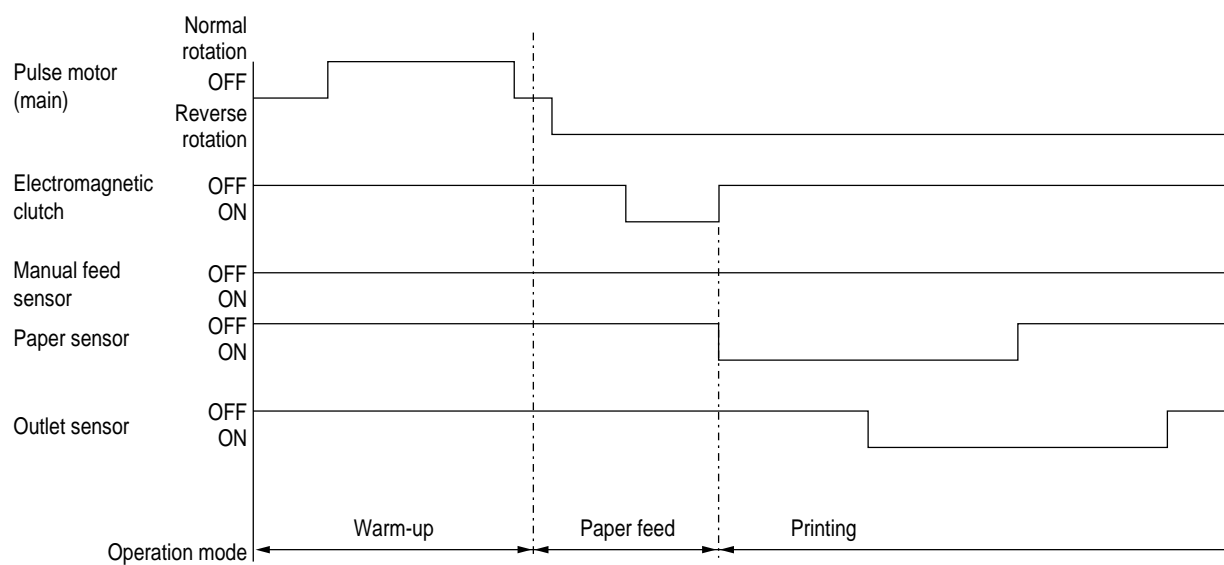 Normal
rotation
Pulse motor
(main)
OFF
Reverse
rotation
Electromagnetic
clutch
OFF
ON
Manual feed
sensor
OFF
ON
Paper sensor
OFF
ON
Outlet sensor
OFF
ON
Warm-up
Paper feed
Printing
Operation mode